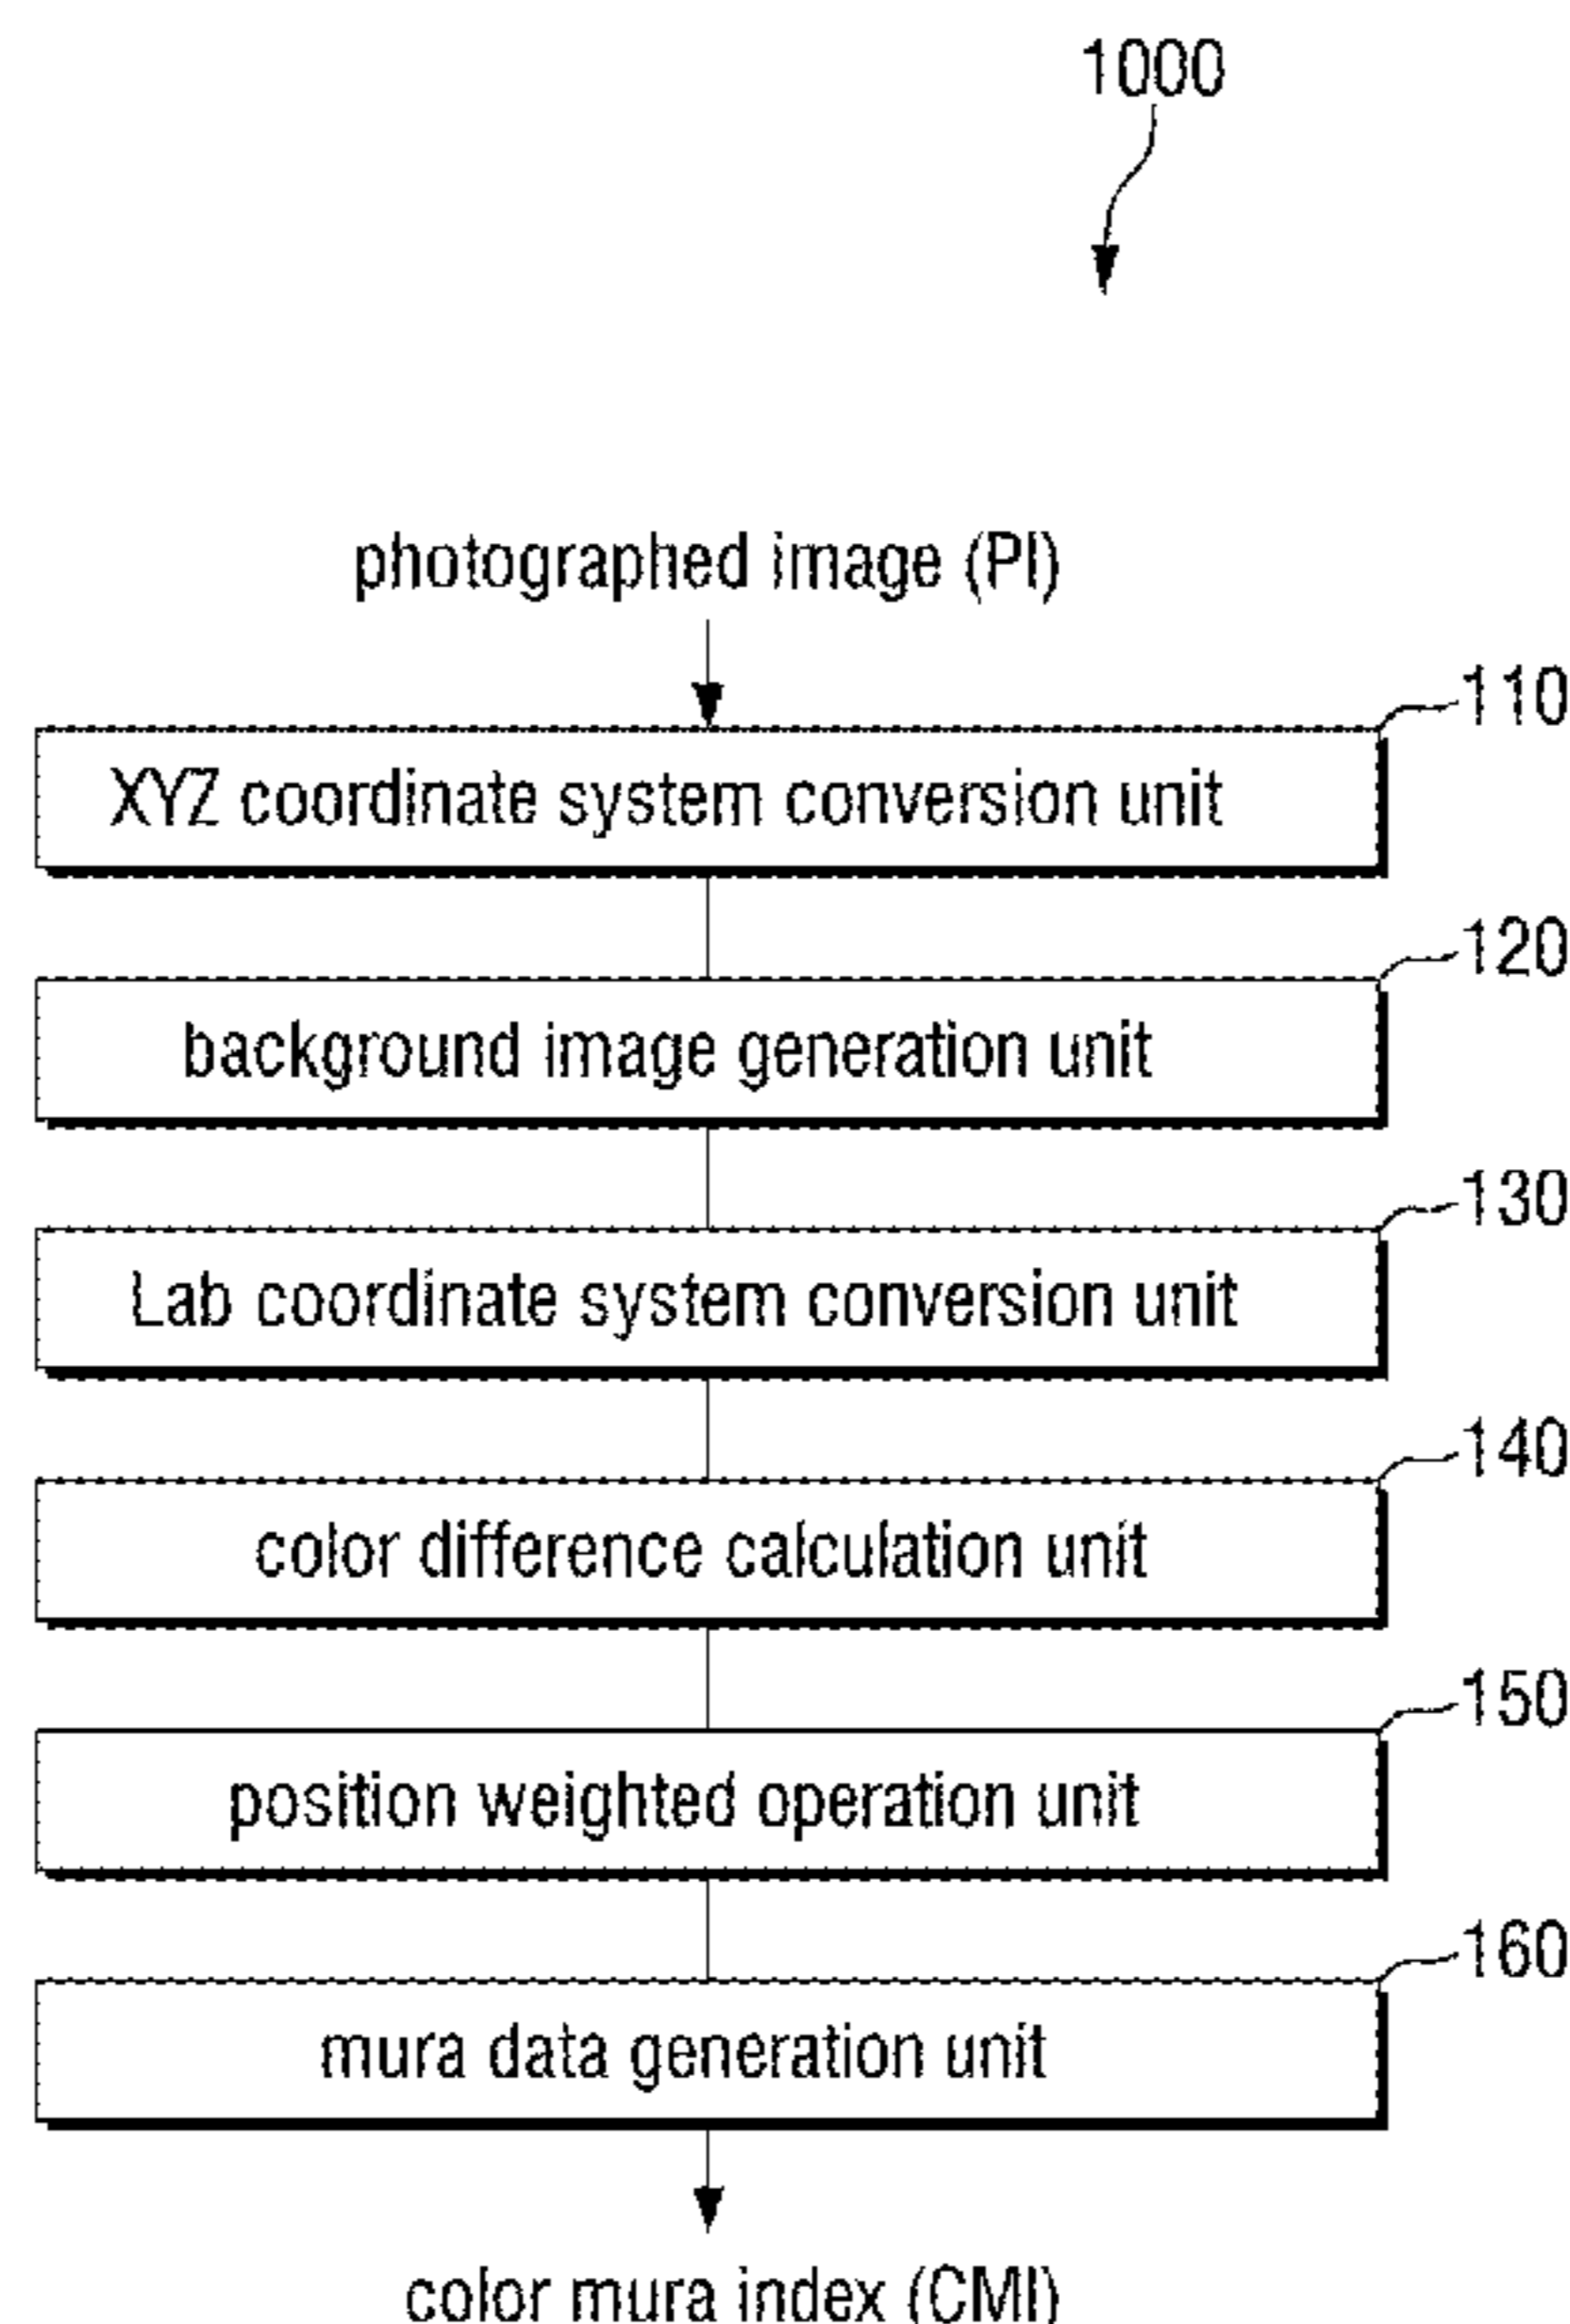 1000
photographed image (PI)
110
XYZ coordinate system conversion unit
120
background image generation unit
130
Lab coordinate system conversion unit
140
color difference calculation unit
150
position weighted operation unit
160
mura data generation unit
color mura index (CMI)